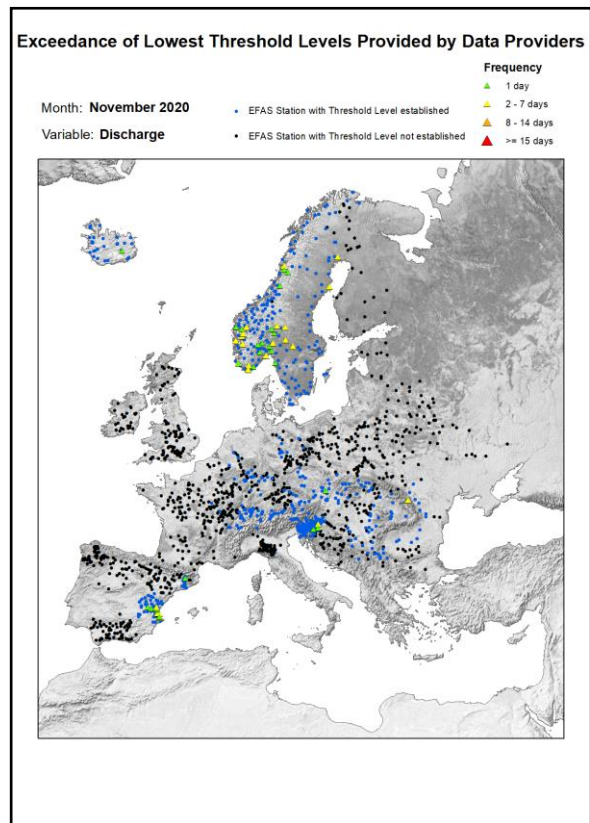 Exceedance of Lowest Threshold Levels Provided by Data Providers
Frequency
1 day
2 - 7 days
8 - 14 days
>= 15 days
Month: November 2020
EFAS Station with Threshold Level established
Variable: Discharge
EFAS Station with Threshold Level not established